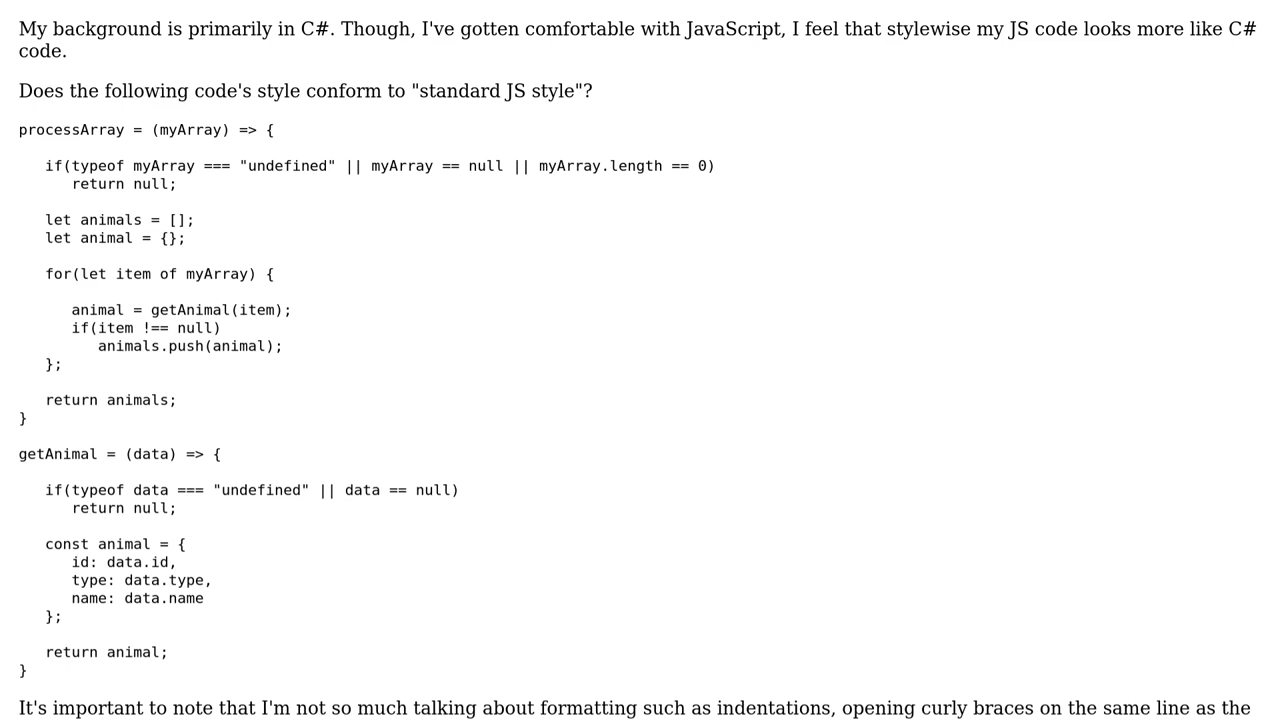 My background is primarily in C#. Though, I've gotten comfortable with JavaScript, I feel that stylewise my JS code looks more like C#
code.
Does the following code's style conform to "standard JS style"?
processArray = (myArray) => {
if(typeof myArray === "undefined" || myArray == null || myArray.length == 0)
return null;
let animals = [];
let animal = {};
for(let item of myArray) {
animal = getAnimal(item);
if(item !== null)
animals.push(animal);
};
return animals;
}
getAnimal = (data) => {
if(typeof data === "undefined" || data == null)
return null;
const animal = {
id: data.id,
type: data.type,
name: data.name
};
return animal;
}
It's important to note that I'm not so much talking about formatting such as indentations, opening curly braces on the same line as the